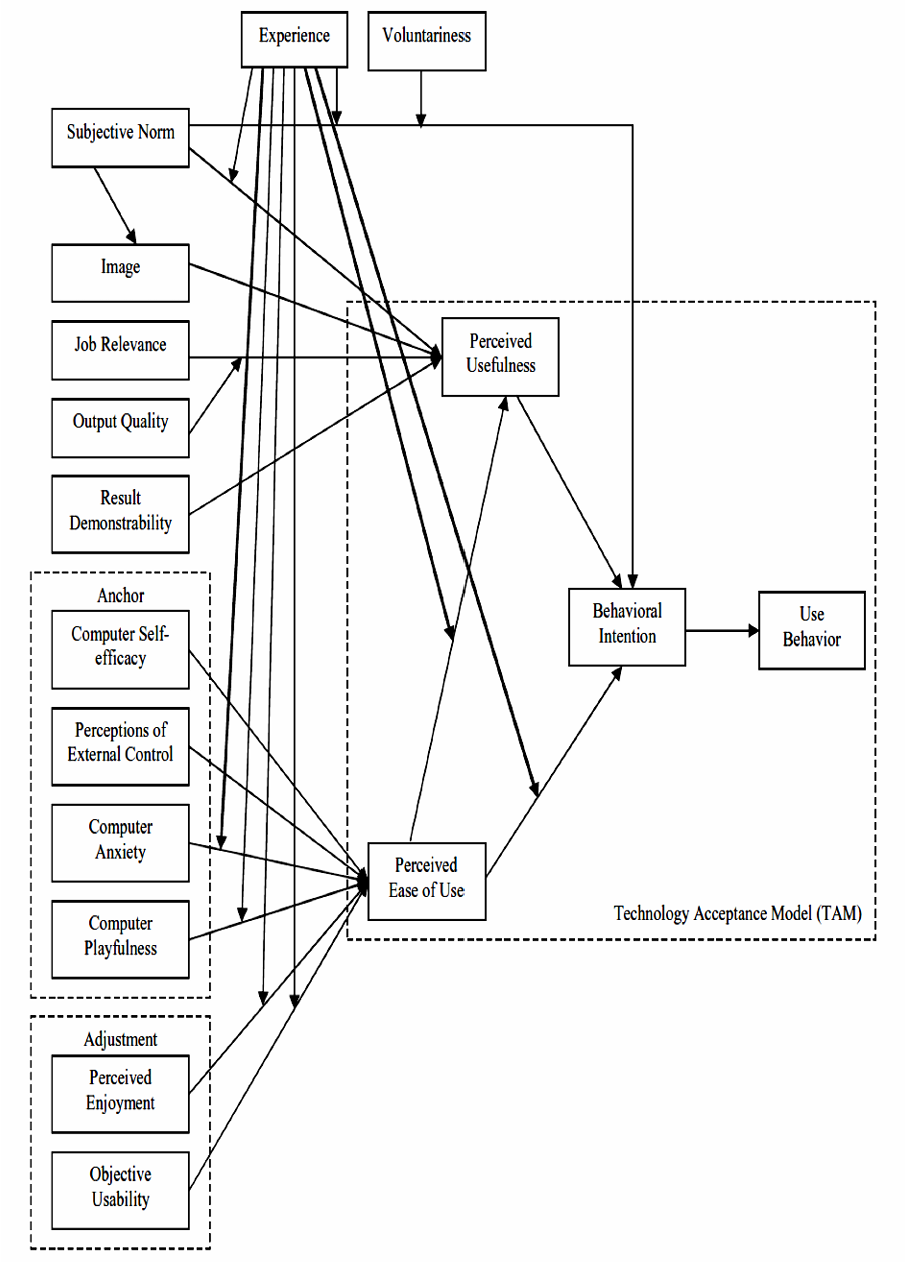 Experience
Voluntariness
Subjective Norm
Image
Job Relevance
Output Quality
Result
Demonstrability
Perceived
Usefulness
Behavioral
Intention
Use
Behavior
Anchor
Computer Self-
efficacy
Perceptions of
External Control
Computer
Anxiety
Computer
Playfulness
Perceived
Ease of Use
Technology Acceptance Model (TAM)
Adjustment
Perceived
Enjoyment
Objective
Usability